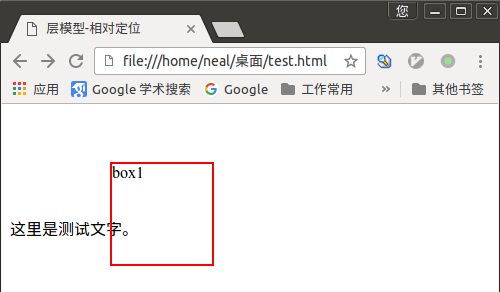 您
层模型-相对定位
file:///home/neal/桌面/test.html
应用 Google 学术搜索 Google 工作常用 » 其他书签
box1
这里是测试文字。